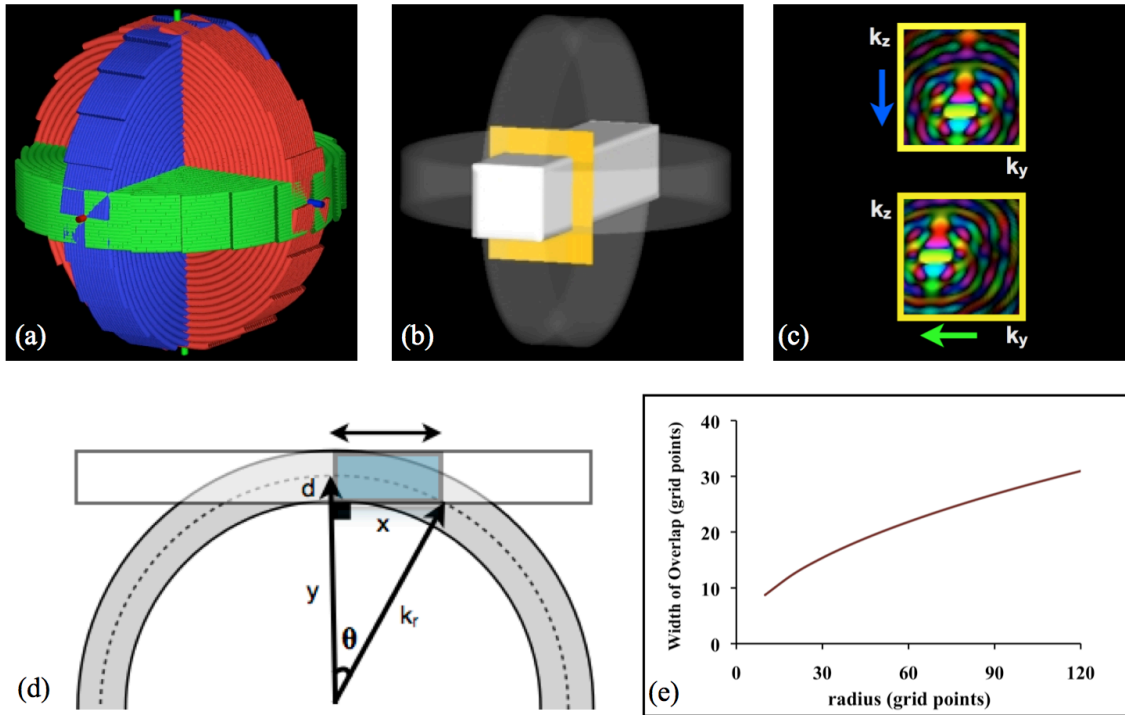 (a)
(b)
(c)
kz
ky
kz
ky
d
x
y
θ
kr
(d)
Width of Overlap (grid points)
40
30
20
10
0
0 30 60 90 120
radius (grid points)
(e)